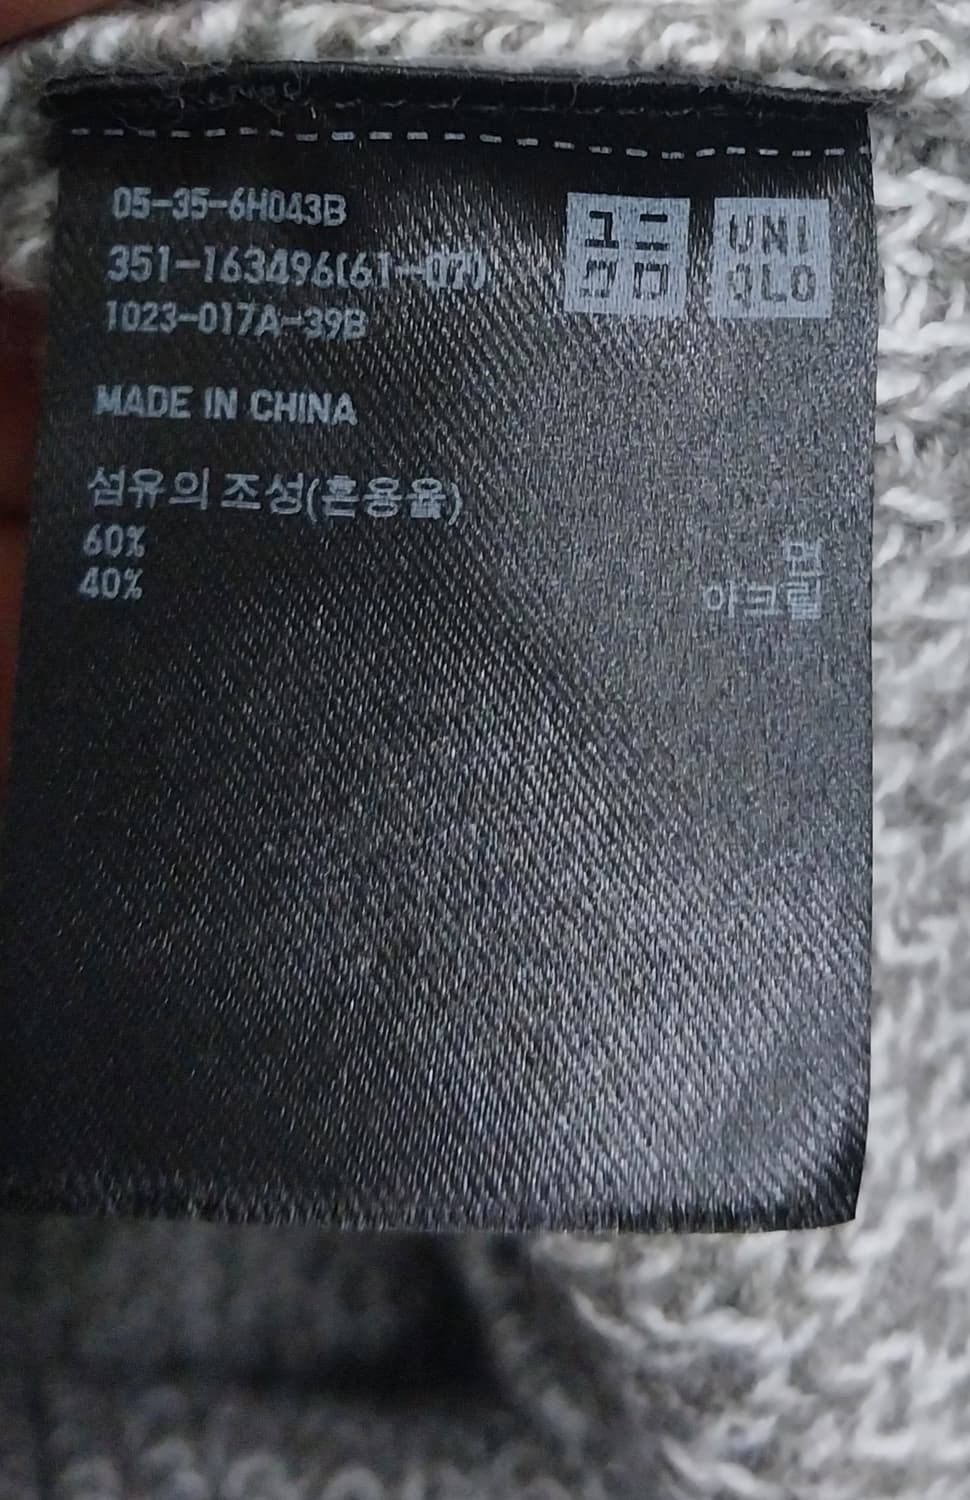 05-35-6H043B
351-163496(61-07)
1023-017A-39B
ユニ
クロ
UNI
QLO
MADE IN CHINA
섬유의 조성(혼용율)
60% 면
40% 아크릴